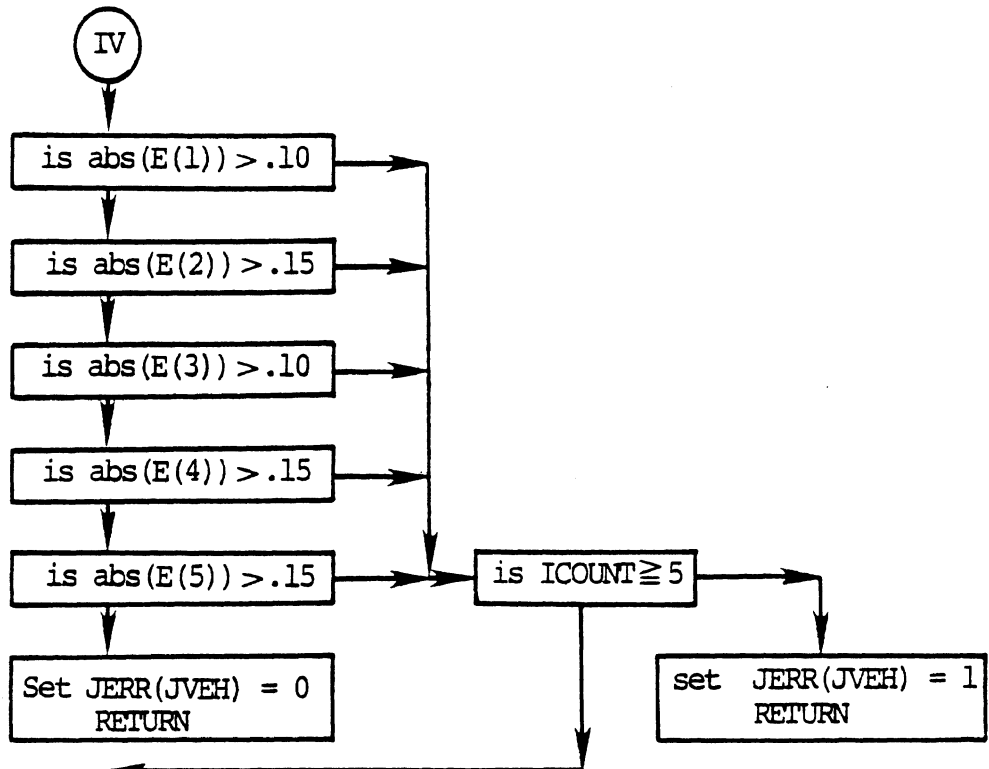 IV
is abs(E(1)) > .10
is abs(E(2)) > .15
is abs(E(3)) > .10
is abs(E(4)) > .15
is abs(E(5)) > .15
is ICOUNT ≧ 5
Set JERR(JVEH) = 0
RETURN
set JERR(JVEH) = 1
RETURN